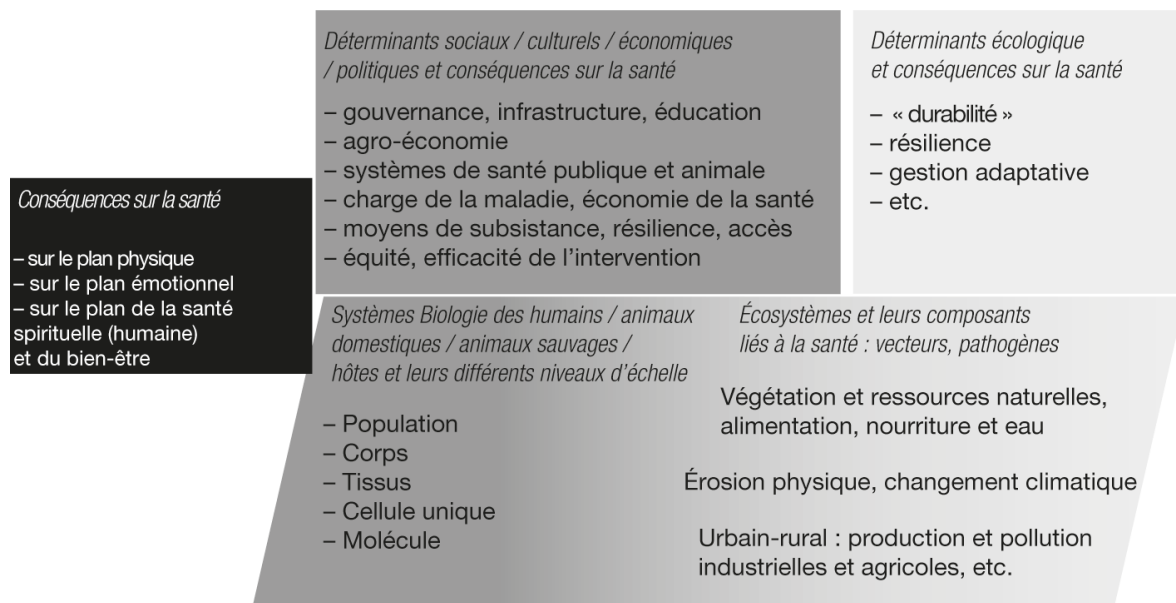 Déterminants sociaux / culturels / économiques
/ politiques et conséquences sur la santé
– gouvernance, infrastructure, éducation
– agro-économie
– systèmes de santé publique et animale
– charge de la maladie, économie de la santé
– moyens de subsistance, résilience, accès
– équité, efficacité de l’intervention
Déterminants écologique
et conséquences sur la santé
– « durabilité »
– résilience
– gestion adaptative
– etc.
Conséquences sur la santé
– sur le plan physique
– sur le plan émotionnel
– sur le plan de la santé
spirituelle (humaine)
et du bien-être
Systèmes Biologie des humains / animaux
domestiques / animaux sauvages /
hôtes et leurs différents niveaux d’échelle
– Population
– Corps
– Tissus
– Cellule unique
– Molécule
Écosystèmes et leurs composants
liés à la santé : vecteurs, pathogènes
Végétation et ressources naturelles,
alimentation, nourriture et eau
Érosion physique, changement climatique
Urbain-rural : production et pollution
industrielles et agricoles, etc.